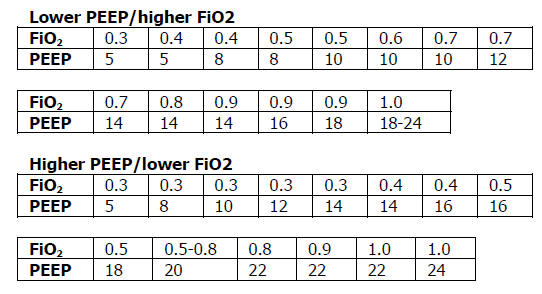 Lower PEEP/higher FiO2
FiO₂ 0.3 0.4 0.4 0.5 0.5 0.6 0.7 0.7
PEEP 5 5 8 8 10 10 10 12
FiO₂ 0.7 0.8 0.9 0.9 0.9 1.0
PEEP 14 14 14 16 18 18-24
Higher PEEP/lower FiO2
FiO₂ 0.3 0.3 0.3 0.3 0.3 0.4 0.4 0.5
PEEP 5 8 10 12 14 14 16 16
FiO₂ 0.5 0.5-0.8 0.8 0.9 1.0 1.0
PEEP 18 20 22 22 22 24